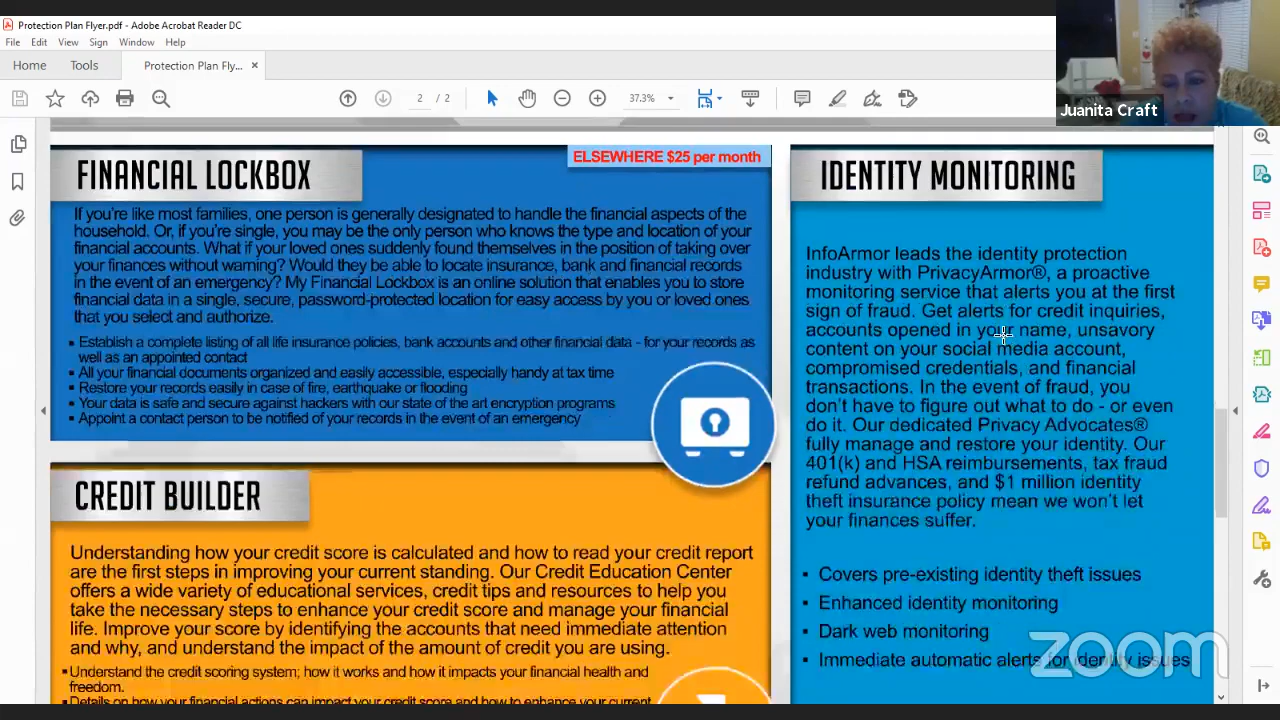 Protection Plan Flyer.pdf - Adobe Acrobat Reader DC
File Edit View Sign Window Help
Home Tools Protection Plan Fly... ×
2 / 2 37.3%
Juanita Craft
FINANCIAL LOCKBOX
ELSEWHERE $25 per month
If you're like most families, one person is generally designated to handle the financial aspects of the
household. Or, if you're single, you may be the only person who knows the type and location of your
financial accounts. What if your loved ones suddenly found themselves in the position of taking over
your finances without warning? Would they be able to locate insurance, bank and financial records
in the event of an emergency? My Financial Lockbox is an online solution that enables you to store
financial data in a single, secure, password-protected location for easy access by you or loved ones
that you select and authorize.
▪ Establish a complete listing of all life insurance policies, bank accounts and other financial data - for your records as
well as an appointed contact
▪ All your financial documents organized and easily accessible, especially handy at tax time
▪ Restore your records easily in case of fire, earthquake or flooding
▪ Your data is safe and secure against hackers with our state of the art encryption programs
▪ Appoint a contact person to be notified of your records in the event of an emergency
CREDIT BUILDER
Understanding how your credit score is calculated and how to read your credit report
are the first steps in improving your current standing. Our Credit Education Center
offers a wide variety of educational services, credit tips and resources to help you
take the necessary steps to enhance your credit score and manage your financial
life. Improve your score by identifying the accounts that need immediate attention
and why, and understand the impact of the amount of credit you are using.
▪ Understand the credit scoring system; how it works and how it impacts your financial health and
freedom.
▪ Details on how your financial actions can impact your credit score and how to enhance your current
IDENTITY MONITORING
InfoArmor leads the identity protection
industry with PrivacyArmor®, a proactive
monitoring service that alerts you at the first
sign of fraud. Get alerts for credit inquiries,
accounts opened in your name, unsavory
content on your social media account,
compromised credentials, and financial
transactions. In the event of fraud, you
don't have to figure out what to do - or even
do it. Our dedicated Privacy Advocates®
fully manage and restore your identity. Our
401(k) and HSA reimbursements, tax fraud
refund advances, and $1 million identity
theft insurance policy mean we won't let
your finances suffer.
▪ Covers pre-existing identity theft issues
▪ Enhanced identity monitoring
▪ Dark web monitoring
▪ Immediate automatic alerts for identity issues
zoom